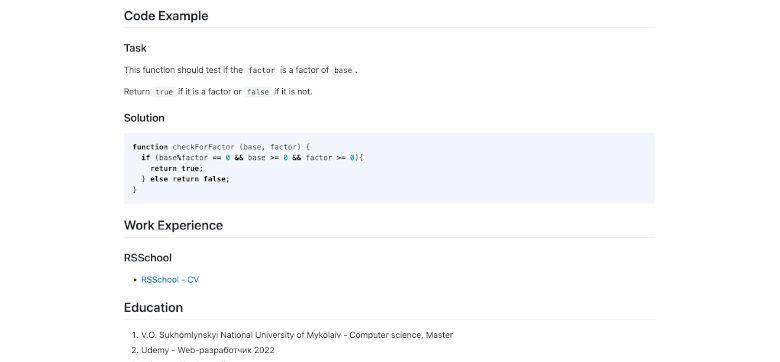 Code Example
Task
This function should test if the factor is a factor of base .
Return true if it is a factor or false if it is not.
Solution
function checkForFactor (base, factor) {
if (base%factor == 0 && base >= 0 && factor >= 0){
return true;
} else return false;
}
Work Experience
RSSchool
• RSSchool - CV
Education
1. V.O. Sukhomlynskyi National University of Mykolaiv - Computer science, Master
2. Udemy - Web-разработчик 2022